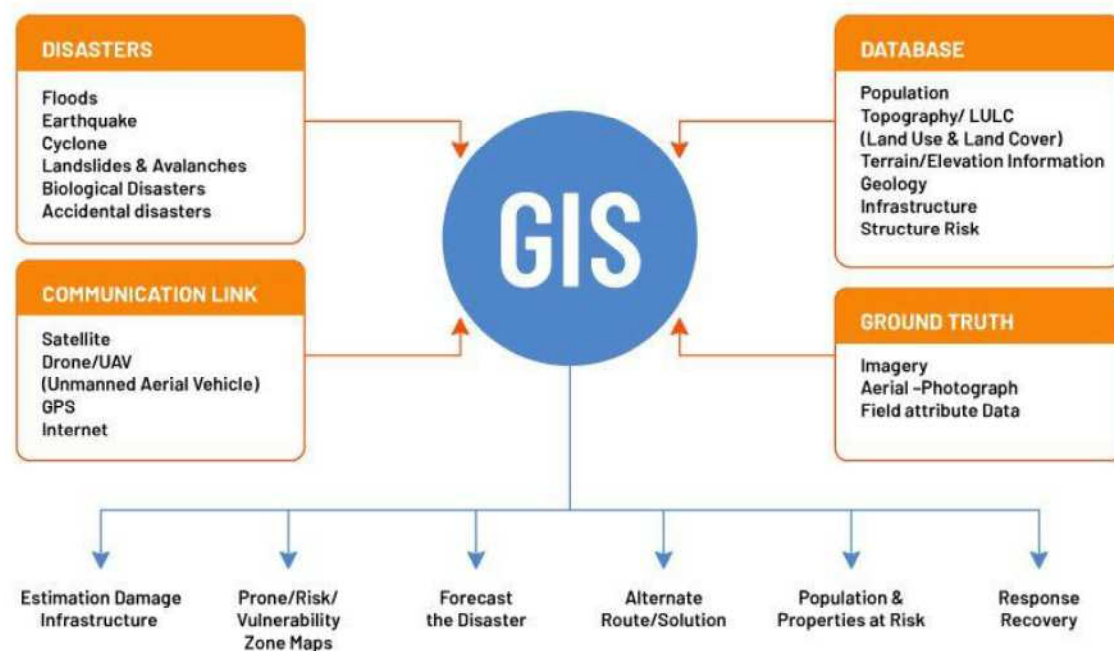 DISASTERS
Floods
Earthquake
Cyclone
Landslides & Avalanches
Biological Disasters
Accidental disasters
COMMUNICATION LINK
Satellite
Drone/UAV
(Unmanned Aerial Vehicle)
GPS
Internet
GIS
DATABASE
Population
Topography/ LULC
(Land Use & Land Cover)
Terrain/Elevation Information
Geology
Infrastructure
Structure Risk
GROUND TRUTH
Imagery
Aerial –Photograph
Field attribute Data
Estimation Damage
Infrastructure
Prone/Risk/
Vulnerability
Zone Maps
Forecast
the Disaster
Alternate
Route/Solution
Population &
Properties at Risk
Response
Recovery